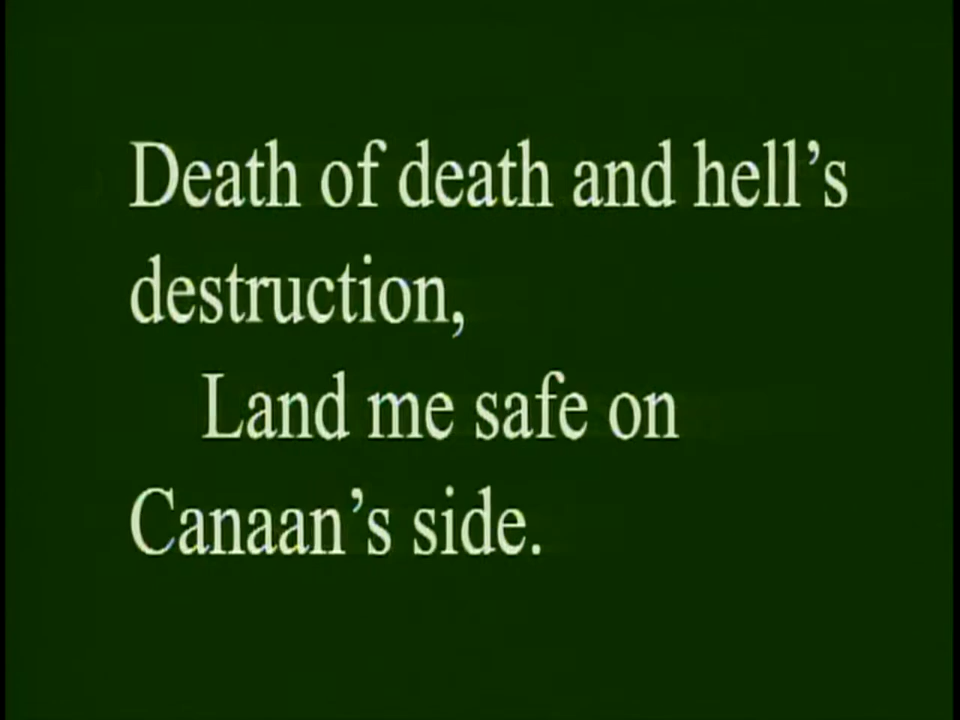 Death of death and hell’s
destruction,
Land me safe on
Canaan’s side.